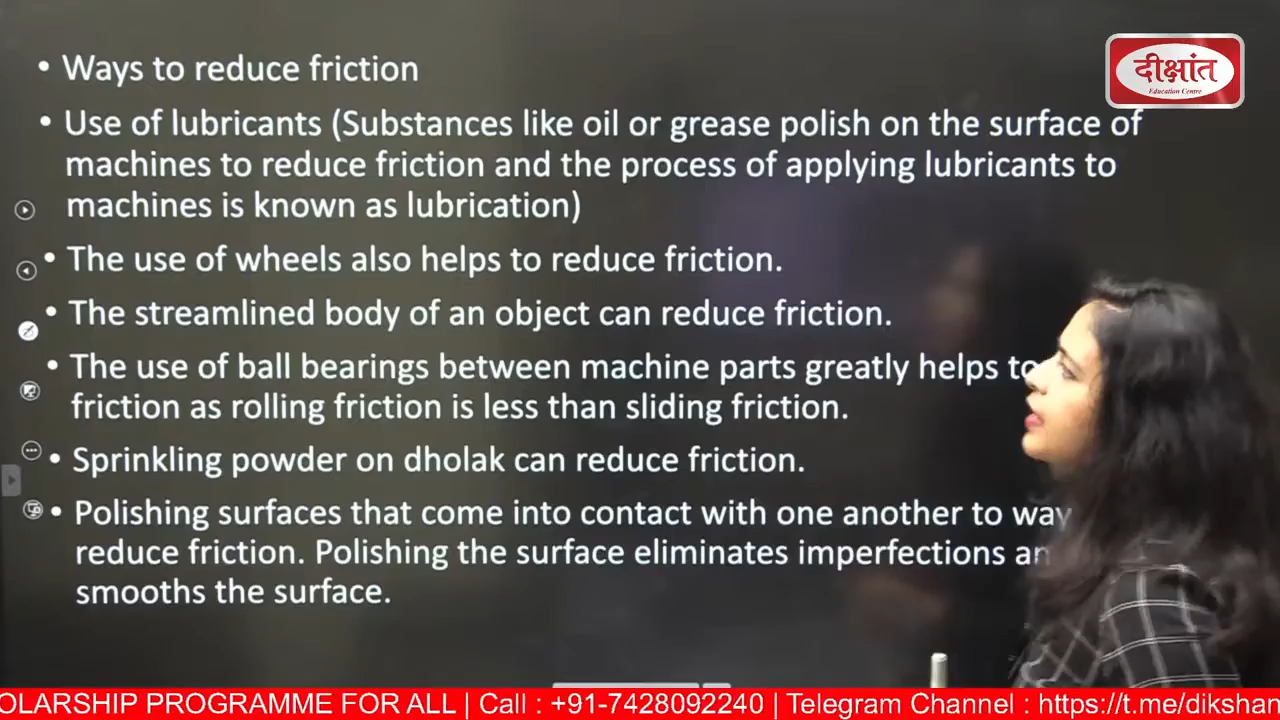 दीक्षांत
Education Centre
• Ways to reduce friction
• Use of lubricants (Substances like oil or grease polish on the surface of
machines to reduce friction and the process of applying lubricants to
machines is known as lubrication)
• The use of wheels also helps to reduce friction.
• The streamlined body of an object can reduce friction.
• The use of ball bearings between machine parts greatly helps to
friction as rolling friction is less than sliding friction.
• Sprinkling powder on dholak can reduce friction.
• Polishing surfaces that come into contact with one another to way
reduce friction. Polishing the surface eliminates imperfections
smooths the surface.
OLARSHIP PROGRAMME FOR ALL | Call : +91-7428092240 | Telegram Channel : https://t.me/dikshan